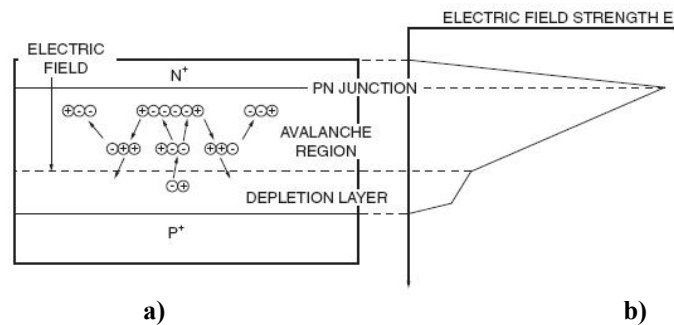 ELECTRIC FIELD STRENGTH E
ELECTRIC
FIELD
N+
PN JUNCTION
+-- +----+ --+
AVALANCHE
REGION
-++ +-- ++-
-+
DEPLETION LAYER
P+
a) b)